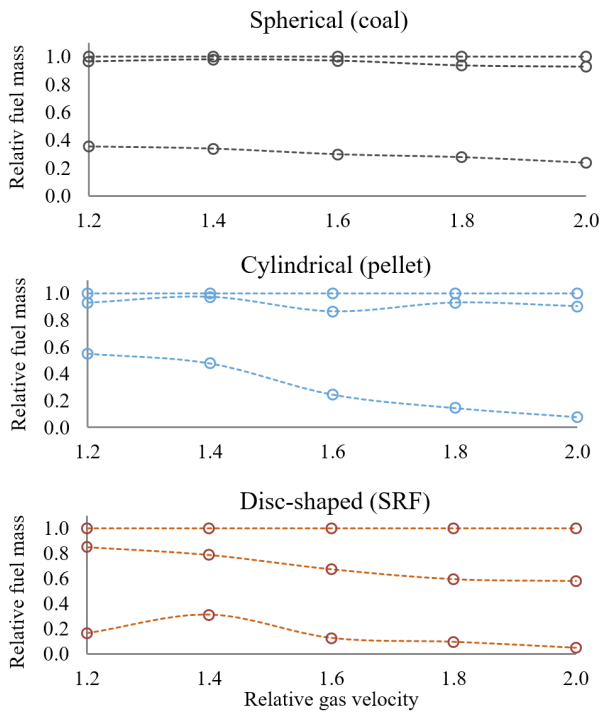 Spherical (coal)
Relativ fuel mass
1.0
0.8
0.6
0.4
0.2
0.0
1.2 1.4 1.6 1.8 2.0
Cylindrical (pellet)
Relative fuel mass
1.0
0.8
0.6
0.4
0.2
0.0
1.2 1.4 1.6 1.8 2.0
Disc-shaped (SRF)
Relative fuel mass
1.0
0.8
0.6
0.4
0.2
0.0
1.2 1.4 1.6 1.8 2.0
Relative gas velocity